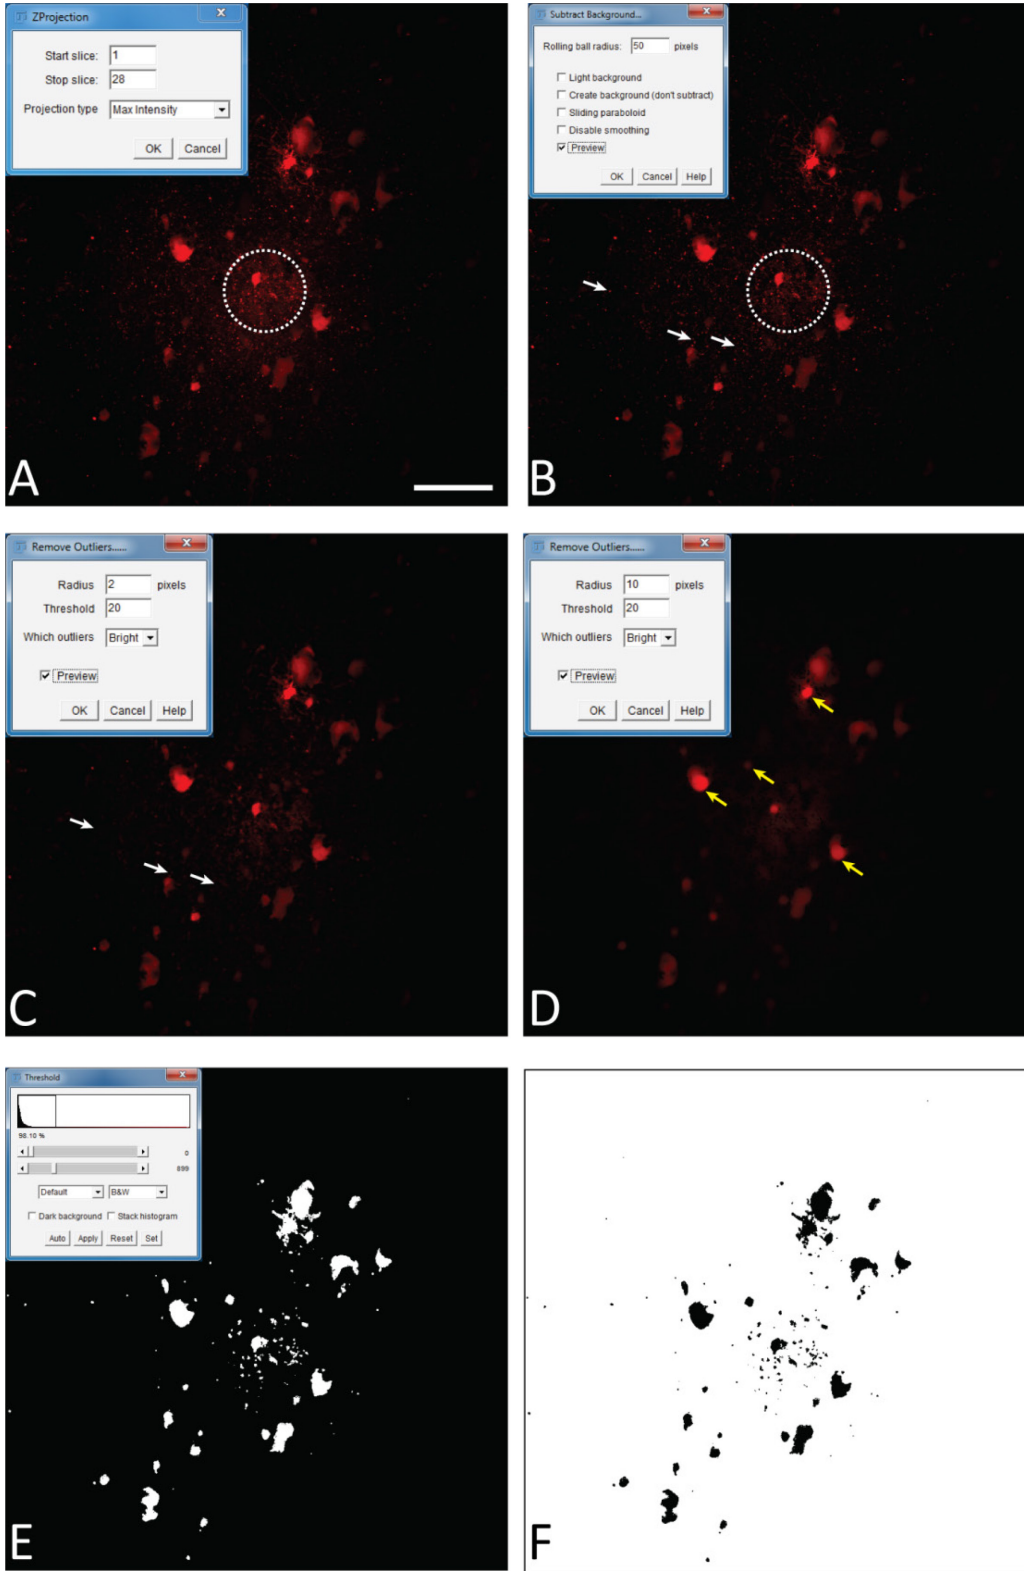 ZProjection
Start slice: 1
Stop slice: 28
Projection type Max Intensity
OK Cancel
A
Subtract Background...
Rolling ball radius: 50 pixels
Light background
Create background (don't subtract)
Sliding paraboloid
Disable smoothing
Preview
OK Cancel Help
B
Remove Outliers......
Radius 2 pixels
Threshold 20
Which outliers Bright
Preview
OK Cancel Help
C
Remove Outliers......
Radius 10 pixels
Threshold 20
Which outliers Bright
Preview
OK Cancel Help
D
Threshold
98.10 %
0
899
Default B&W
Dark background Stack histogram
Auto Apply Reset Set
E
F